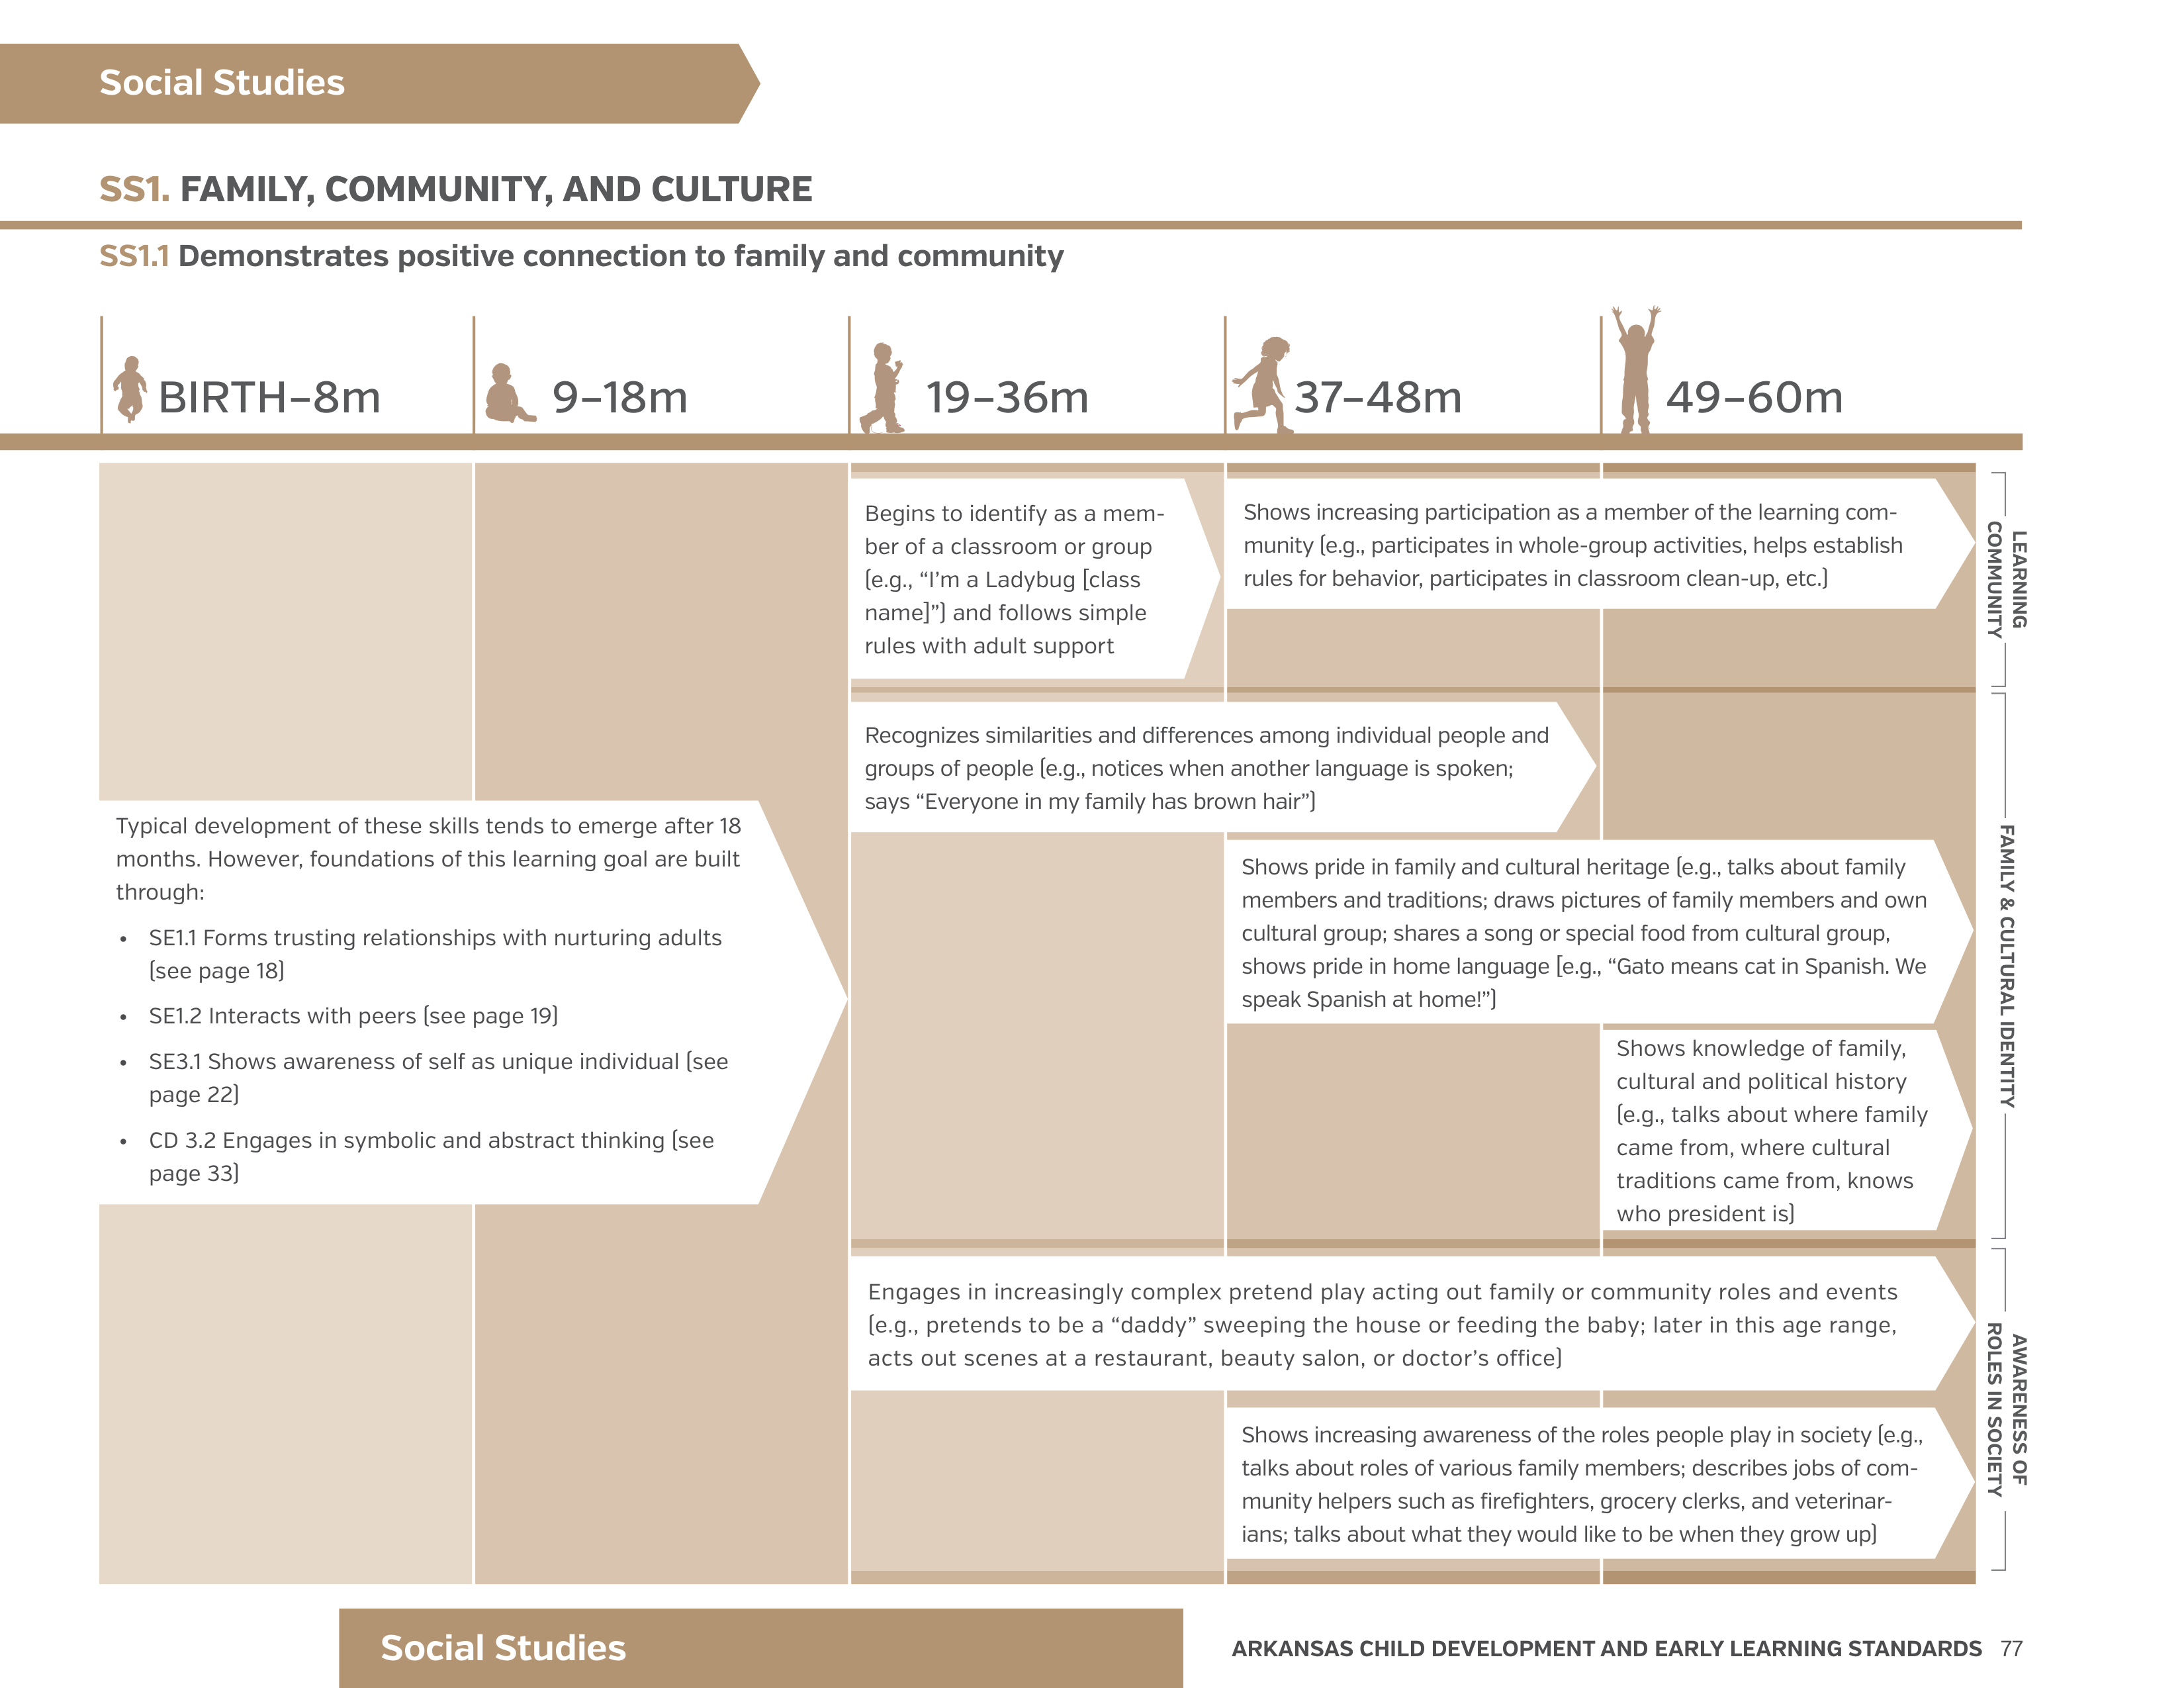 Social Studies
SS1. FAMILY, COMMUNITY, AND CULTURE
SS1.1 Demonstrates positive connection to family and community
BIRTH–8m
9–18m
19–36m
37–48m
49–60m
Typical development of these skills tends to emerge after 18
months. However, foundations of this learning goal are built
through:
• SE1.1 Forms trusting relationships with nurturing adults
(see page 18)
• SE1.2 Interacts with peers (see page 19)
• SE3.1 Shows awareness of self as unique individual (see
page 22)
• CD 3.2 Engages in symbolic and abstract thinking (see
page 33)
Begins to identify as a mem-
ber of a classroom or group
(e.g., “I’m a Ladybug [class
name]”) and follows simple
rules with adult support
Shows increasing participation as a member of the learning com-
munity (e.g., participates in whole-group activities, helps establish
rules for behavior, participates in classroom clean-up, etc.)
LEARNING
COMMUNITY
Recognizes similarities and differences among individual people and
groups of people (e.g., notices when another language is spoken;
says “Everyone in my family has brown hair”)
Shows pride in family and cultural heritage (e.g., talks about family
members and traditions; draws pictures of family members and own
cultural group; shares a song or special food from cultural group,
shows pride in home language [e.g., “Gato means cat in Spanish. We
speak Spanish at home!”)
Shows knowledge of family,
cultural and political history
(e.g., talks about where family
came from, where cultural
traditions came from, knows
who president is)
FAMILY & CULTURAL IDENTITY
Engages in increasingly complex pretend play acting out family or community roles and events
(e.g., pretends to be a “daddy” sweeping the house or feeding the baby; later in this age range,
acts out scenes at a restaurant, beauty salon, or doctor’s office)
Shows increasing awareness of the roles people play in society (e.g.,
talks about roles of various family members; describes jobs of com-
munity helpers such as firefighters, grocery clerks, and veterinar-
ians; talks about what they would like to be when they grow up)
AWARENESS OF
ROLES IN SOCIETY
Social Studies
ARKANSAS CHILD DEVELOPMENT AND EARLY LEARNING STANDARDS 77